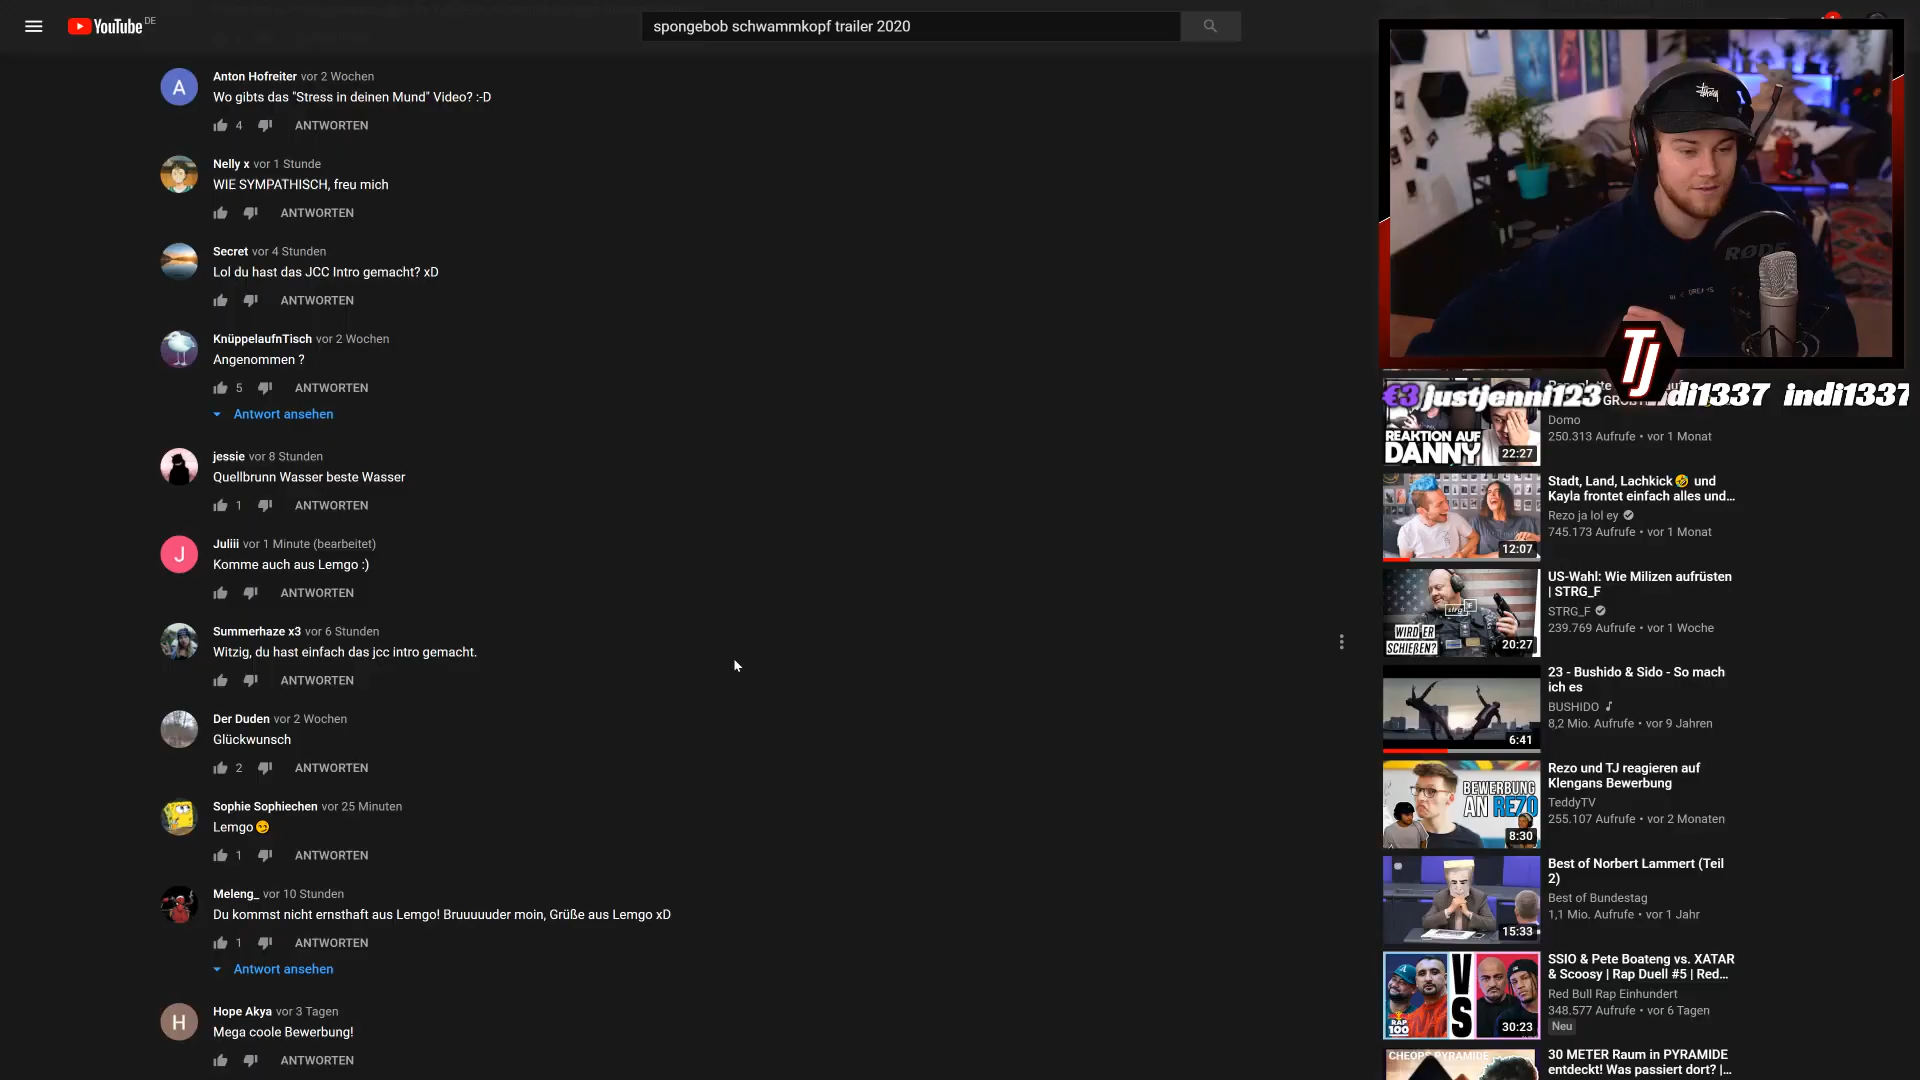 YouTube DE
spongebob schwammkopf trailer 2020
Anton Hofreiter vor 2 Wochen
Wo gibts das "Stress in deinen Mund" Video? :-D
4 ANTWORTEN
Nelly x vor 1 Stunde
WIE SYMPATHISCH, freu mich
ANTWORTEN
Secret vor 4 Stunden
Lol du hast das JCC Intro gemacht? xD
ANTWORTEN
KnüppelaufnTisch vor 2 Wochen
Angenommen ?
5 ANTWORTEN
Antwort ansehen
jessie vor 8 Stunden
Quellbrunn Wasser beste Wasser
1 ANTWORTEN
Juliii vor 1 Minute (bearbeitet)
Komme auch aus Lemgo :)
ANTWORTEN
Summerhaze x3 vor 6 Stunden
Witzig, du hast einfach das jcc intro gemacht.
ANTWORTEN
Der Duden vor 2 Wochen
Glückwunsch
2 ANTWORTEN
Sophie Sophiechen vor 25 Minuten
Lemgo😏
1 ANTWORTEN
Meleng_ vor 10 Stunden
Du kommst nicht ernsthaft aus Lemgo! Bruuuuuder moin, Grüße aus Lemgo xD
1 ANTWORTEN
Antwort ansehen
Hope Akya vor 3 Tagen
Mega coole Bewerbung!
ANTWORTEN
A
J
H
RØDE
TJ
€3 justjenni123
indi1337
Domo
250.313 Aufrufe • vor 1 Monat
REAKTION AUF
DANNY
22:27
Stadt, Land, Lachkick🤣 und
Kayla frontet einfach alles und...
Rezo ja lol ey
745.173 Aufrufe • vor 1 Monat
12:07
US-Wahl: Wie Milizen aufrüsten
| STRG_F
STRG_F
239.769 Aufrufe • vor 1 Woche
WIRD ER
SCHIEßEN?
20:27
23 - Bushido & Sido - So mach
ich es
BUSHIDO
8,2 Mio. Aufrufe • vor 9 Jahren
6:41
Rezo und TJ reagieren auf
Klengans Bewerbung
TeddyTV
255.107 Aufrufe • vor 2 Monaten
BEWERBUNG
AN REZO
8:30
Best of Norbert Lammert (Teil
2)
Best of Bundestag
1,1 Mio. Aufrufe • vor 1 Jahr
15:33
SSIO & Pete Boateng vs. XATAR
& Scoosy | Rap Duell #5 | Red...
Red Bull Rap Einhundert
348.577 Aufrufe • vor 6 Tagen
Neu
VS
RAP
100
30:23
30 METER Raum in PYRAMIDE
entdeckt! Was passiert dort? |...
CHEOPS PYRAMIDE